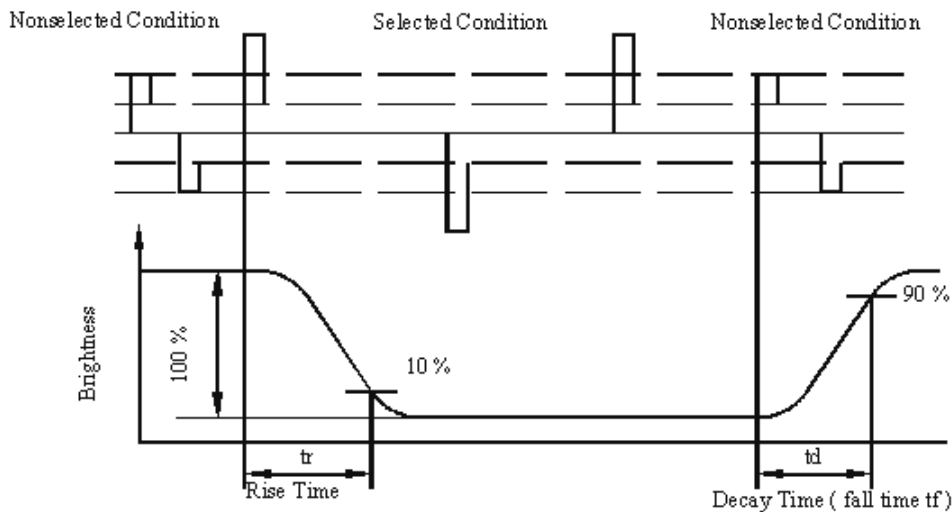 Nonselected Condition
Selected Condition
Nonselected Condition
Brightness
100 %
10 %
90 %
tr
Rise Time
td
Decay Time ( fall time tf )